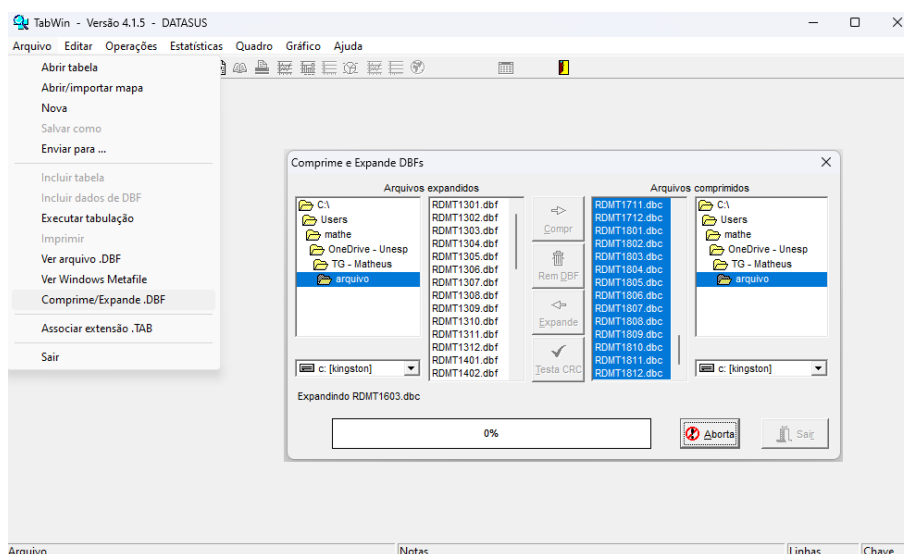 TabWin - Versão 4.1.5 - DATASUS
Arquivo Editar Operações Estatísticas Quadro Gráfico Ajuda
Abrir tabela
Abrir/importar mapa
Nova
Salvar como
Enviar para ...
Incluir tabela
Incluir dados de DBF
Executar tabulação
Imprimir
Ver arquivo .DBF
Ver Windows Metafile
Comprime/Expande .DBF
Associar extensão .TAB
Sair
Comprime e Expande DBFs
Arquivos expandidos
C:\
Users
mathe
OneDrive - Unesp
TG - Matheus
arquivo
c: [kingston]
RDMT1301.dbf
RDMT1302.dbf
RDMT1303.dbf
RDMT1304.dbf
RDMT1305.dbf
RDMT1306.dbf
RDMT1307.dbf
RDMT1308.dbf
RDMT1309.dbf
RDMT1310.dbf
RDMT1311.dbf
RDMT1312.dbf
RDMT1401.dbf
RDMT1402.dbf
Compr
Rem DBF
Expande
Testa CRC
Arquivos comprimidos
RDMT1711.dbc
RDMT1712.dbc
RDMT1801.dbc
RDMT1802.dbc
RDMT1803.dbc
RDMT1804.dbc
RDMT1805.dbc
RDMT1806.dbc
RDMT1807.dbc
RDMT1808.dbc
RDMT1809.dbc
RDMT1810.dbc
RDMT1811.dbc
RDMT1812.dbc
C:\
Users
mathe
OneDrive - Unesp
TG - Matheus
arquivo
c: [kingston]
Expandindo RDMT1603.dbc
0%
Aborta
Sair
Arquivo Notas Linhas Chave